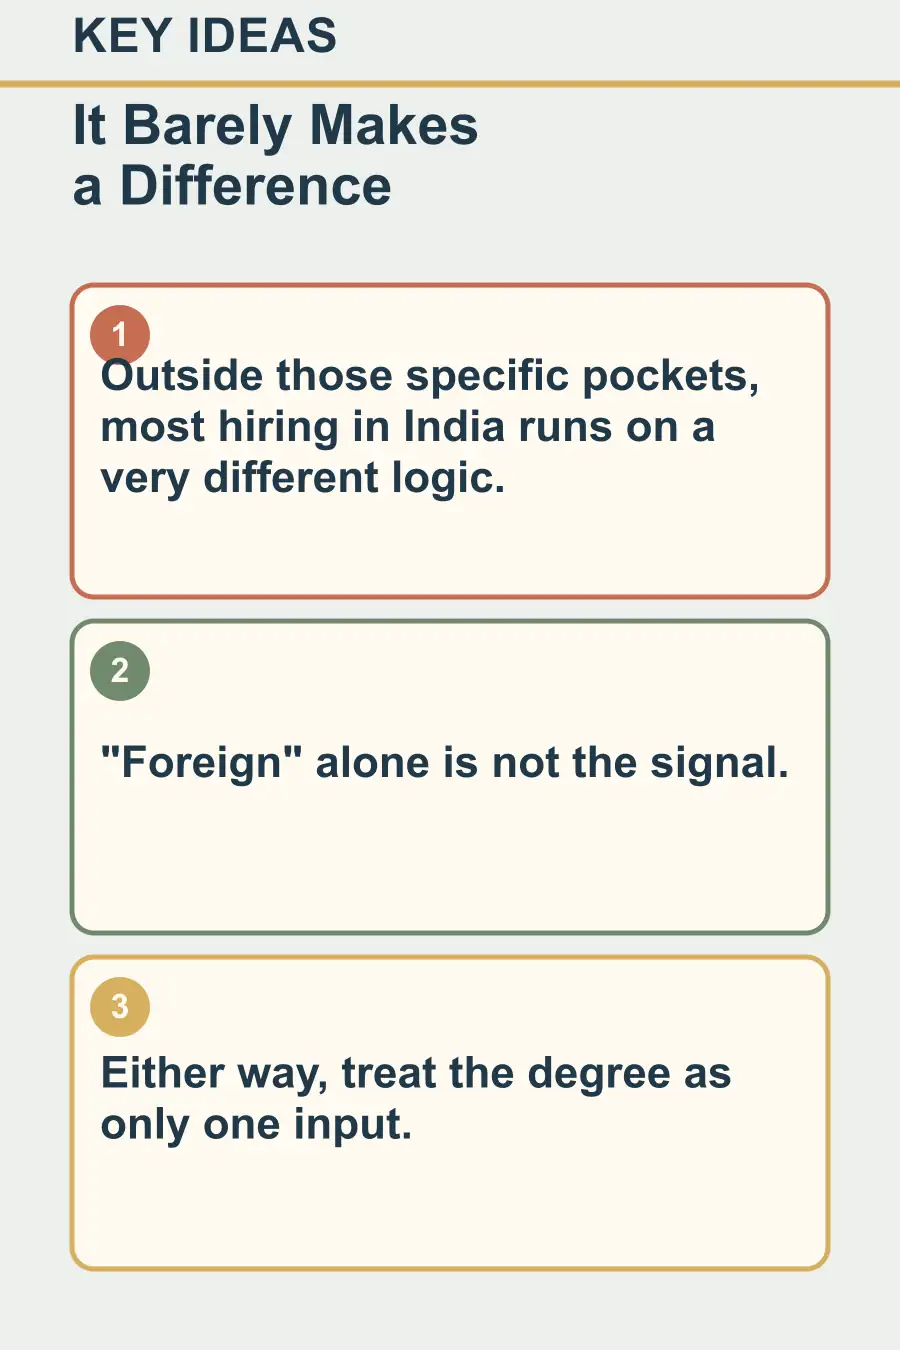 KEY IDEAS
It Barely Makes
a Difference
1
Outside those specific pockets,
most hiring in India runs on a
very different logic.
2
"Foreign" alone is not the signal.
3
Either way, treat the degree as
only one input.